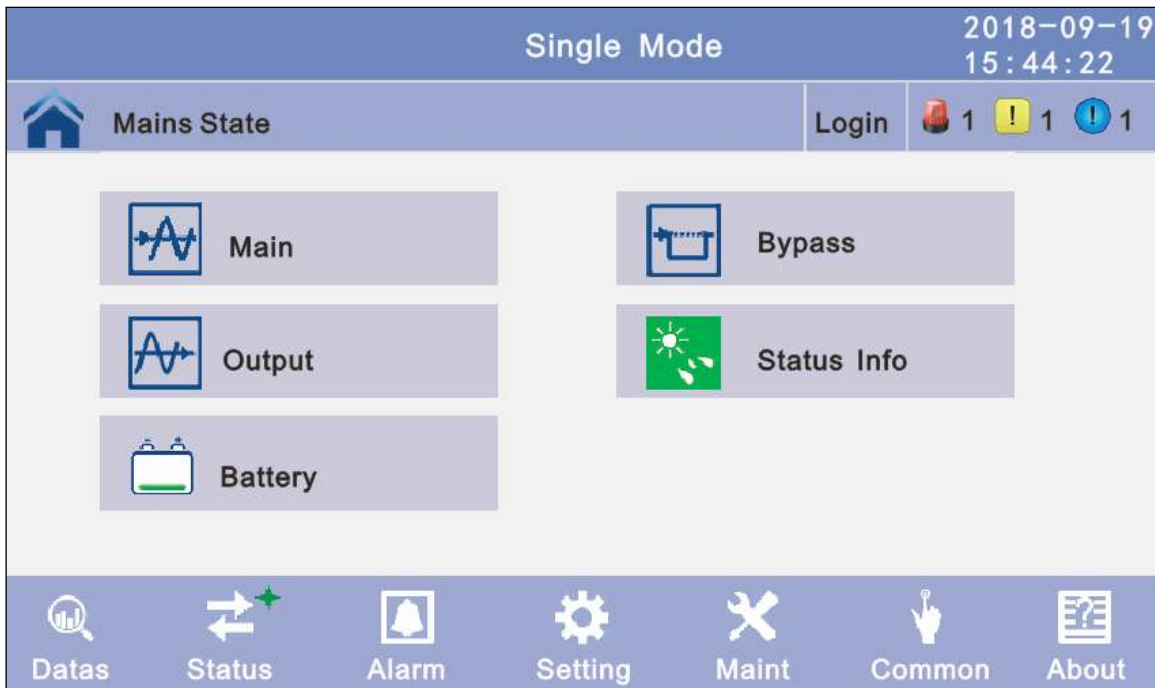 Single Mode
2018-09-19
15:44:22
Mains State
Login
1
! 1
! 1
Main
Bypass
Output
Status Info
Battery
Datas
Status
Alarm
Setting
Maint
Common
?
About